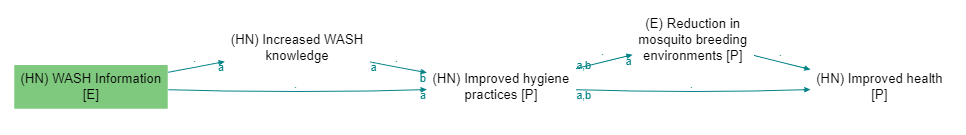 (HN) Increased WASH
knowledge
(E) Reduction in
mosquito breeding
environments [P]
(HN) WASH Information
[E]
(HN) Improved hygiene
practices [P]
(HN) Improved health
[P]
a
a
b
a
a,b
a
a,b